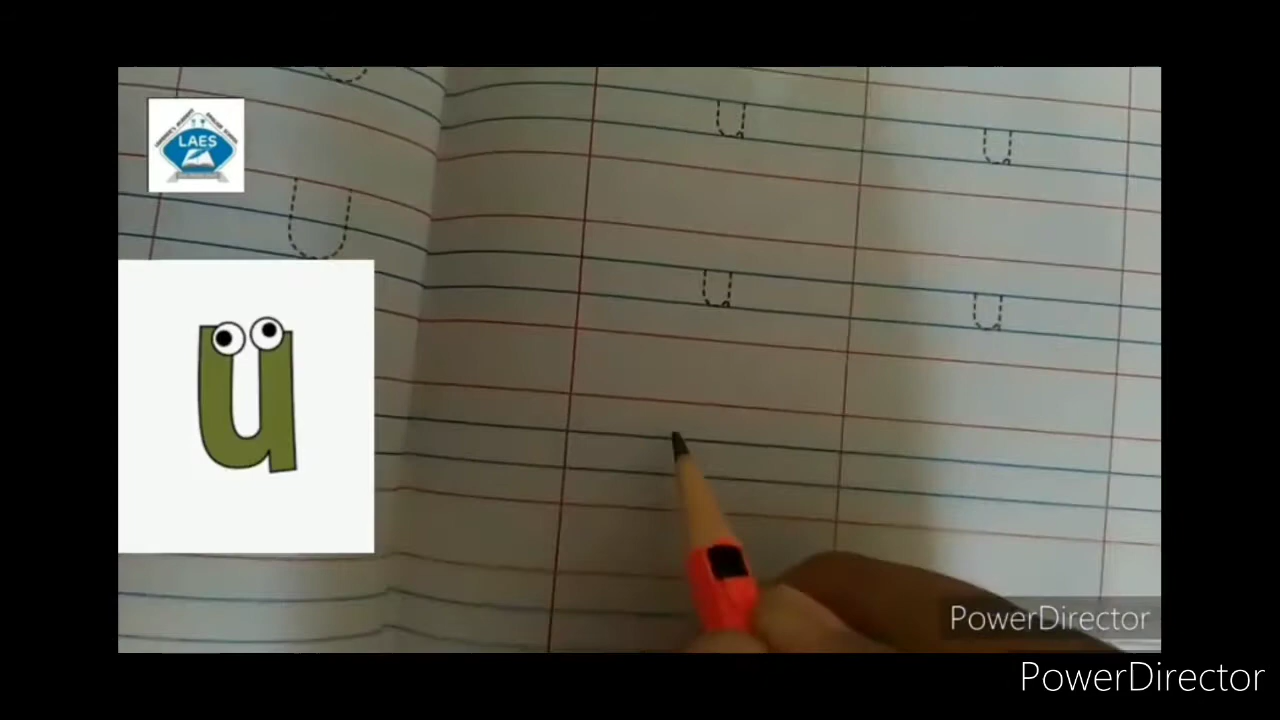 LAES
u u
U
u
u u
PowerDirector
PowerDirector